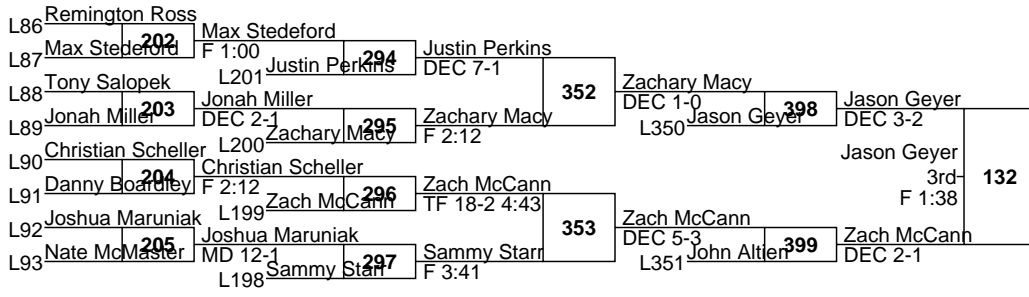 Remington Ross
L86
202
Max Stedeford
L87
Max Stedeford
F 1:00
294
Justin Perkins
L201
Justin Perkins
DEC 7-1
Tony Salopek
L88
352
Zachary Macy
203
Jonah Miller
L89
Jonah Miller
DEC 2-1
295
Zachary Macy
L200
Zachary Macy
F 2:12
DEC 1-0
398
Jason Geyer
L350
Jason Geyer
DEC 3-2
Christian Scheller
L90
204
Christian Scheller
L91
Danny Boardley
F 2:12
296
Zach McCann
L199
Zach McCann
TF 18-2 4:43
Jason Geyer
3rd
132
F 1:38
Joshua Maruniak
L92
353
Zach McCann
205
Joshua Maruniak
L93
Nate McMaster
MD 12-1
297
Sammy Starr
L198
Sammy Starr
F 3:41
DEC 5-3
399
Zach McCann
L351
John Altieri
DEC 2-1